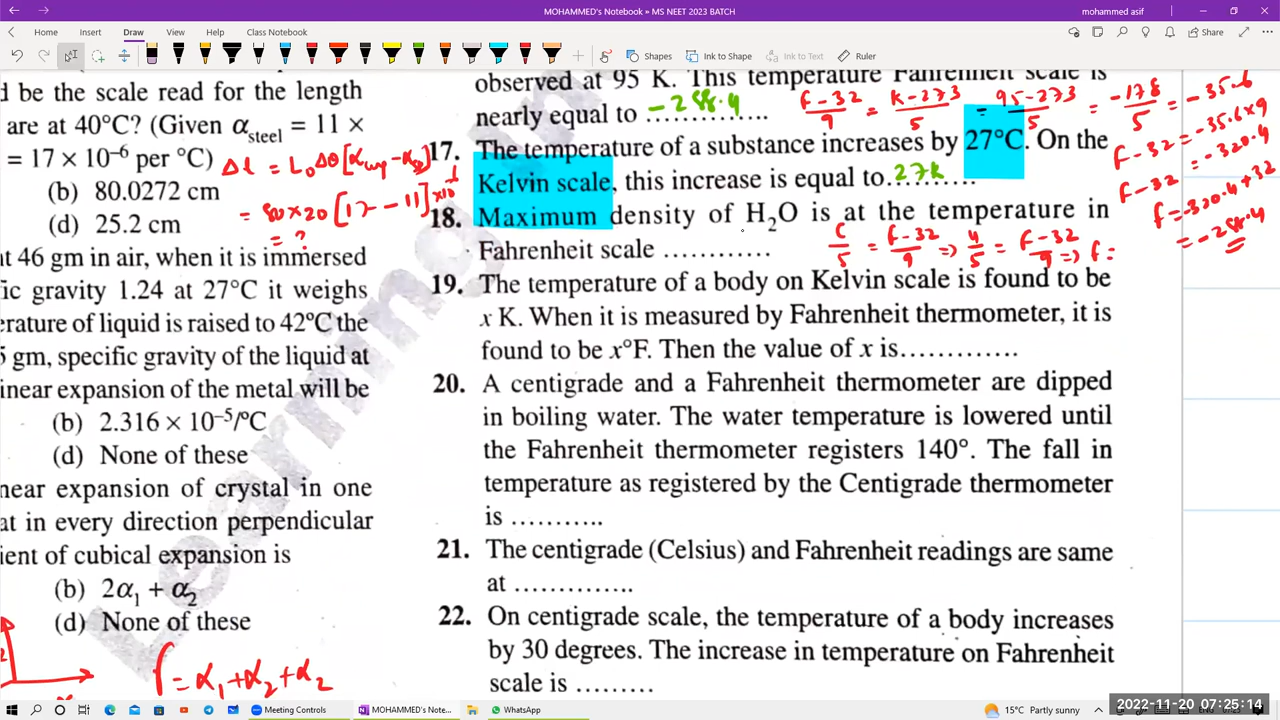 MOHAMMED's Notebook » MS NEET 2023 BATCH
mohammed asif
Home Insert Draw View Help Class Notebook
Share
Shapes Ink to Shape Ink to Text Ruler
d be the scale read for the length
are at 40°C? (Given α steel = 11 ×
= 17 × 10–6 per °C)
Δl = L₀ Δθ
(b) 80.0272 cm
= 80×20 [17 – 11]
(d) 25.2 cm
= ?
at 46 gm in air, when it is immersed
fic gravity 1.24 at 27°C it weighs
erature of liquid is raised to 42°C the
5 gm, specific gravity of the liquid at
inear expansion of the metal will be
(b) 2.316 × 10–5/°C
(d) None of these
near expansion of crystal in one
at in every direction perpendicular
ient of cubical expansion is
(b) 2α1 + α2
(d) None of these
= α1 + α2 + α2
observed at 95 K. This temperature Fahrenheit scale is
nearly equal to –288.4 ..............
F-32/9 = K-273/5 = 95-273/5 = -178/5 = -35.6
F-32 = -35.6×9
= -320.4
F-32
F = -320.4+32
= -288.4
17. The temperature of a substance increases by 27°C. On the
Kelvin scale, this increase is equal to.27K..........
18. Maximum density of H2O is at the temperature in
Fahrenheit scale ............
C/5 = F-32/9 ⇒ 4/5 = F-32/9 ⇒ F =
19. The temperature of a body on Kelvin scale is found to be
x K. When it is measured by Fahrenheit thermometer, it is
found to be x°F. Then the value of x is.............
20. A centigrade and a Fahrenheit thermometer are dipped
in boiling water. The water temperature is lowered until
the Fahrenheit thermometer registers 140°. The fall in
temperature as registered by the Centigrade thermometer
is ...........
21. The centigrade (Celsius) and Fahrenheit readings are same
at .............
22. On centigrade scale, the temperature of a body increases
by 30 degrees. The increase in temperature on Fahrenheit
scale is .........
Learning
Meeting Controls
MOHAMMED's Note...
WhatsApp
15°C Partly sunny
2022-11-20 07:25:14